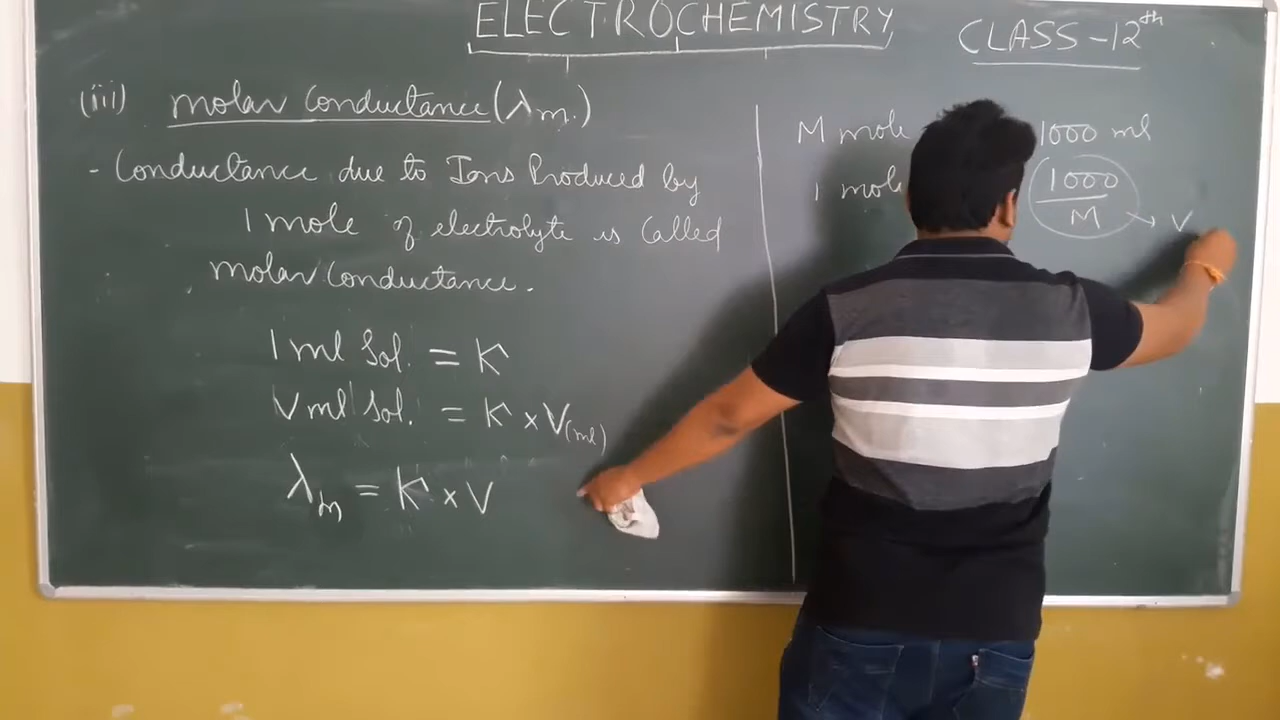 ELECTROCHEMISTRY
CLASS-12th
(iii) molar Conductance (λm.)
- Conductance due to Ions Produced by
1 mole of electrolyte is Called
molar Conductance.
1 ml Sol. = K
V ml Sol. = K × V(ml)
λm = K × V
M mole 1000 ml
1 mole 1000/M → V